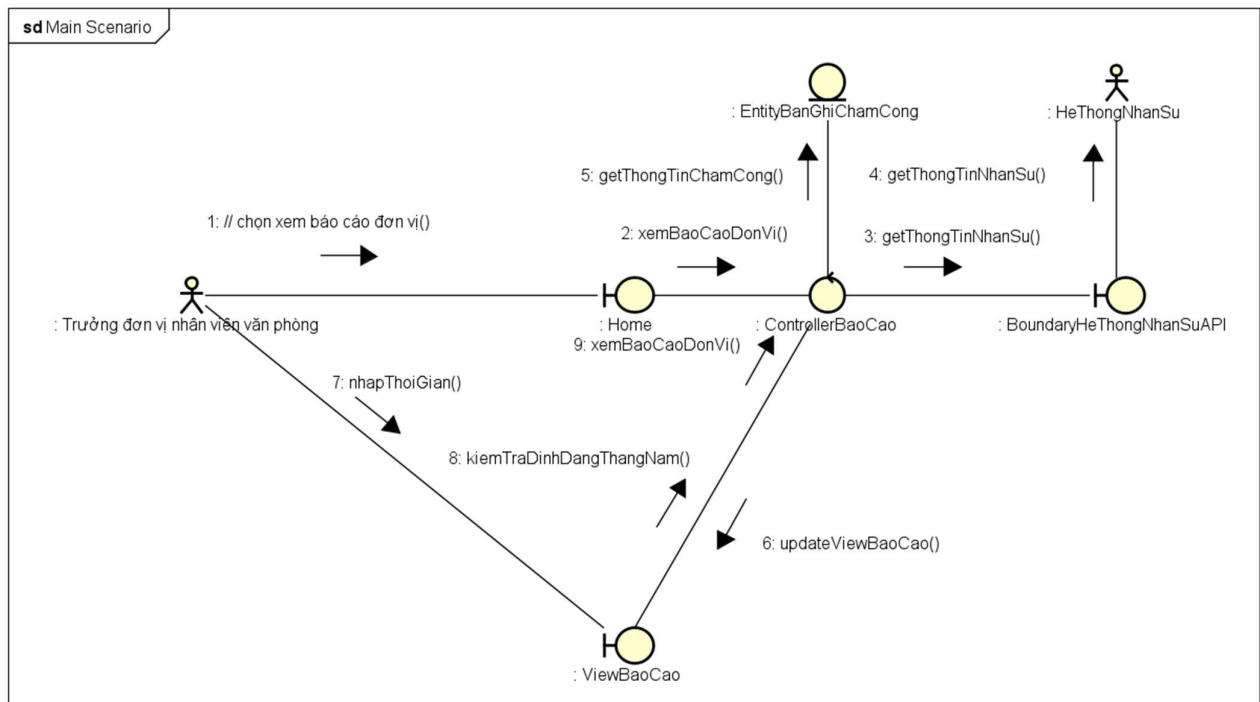 sd Main Scenario
: EntityBanGhiChamCong
: HeThongNhanSu
5: getThongTinChamCong()
4: getThongTinNhanSu()
1: // chọn xem báo cáo đơn vị()
2: xemBaoCaoDonVi()
3: getThongTinNhanSu()
: Trưởng đơn vị nhân viên văn phòng
: Home
: ControllerBaoCao
: BoundaryHeThongNhanSuAPI
9: xemBaoCaoDonVi()
7: nhapThoiGian()
8: kiemTraDinhDangThangNam()
6: updateViewBaoCao()
: ViewBaoCao